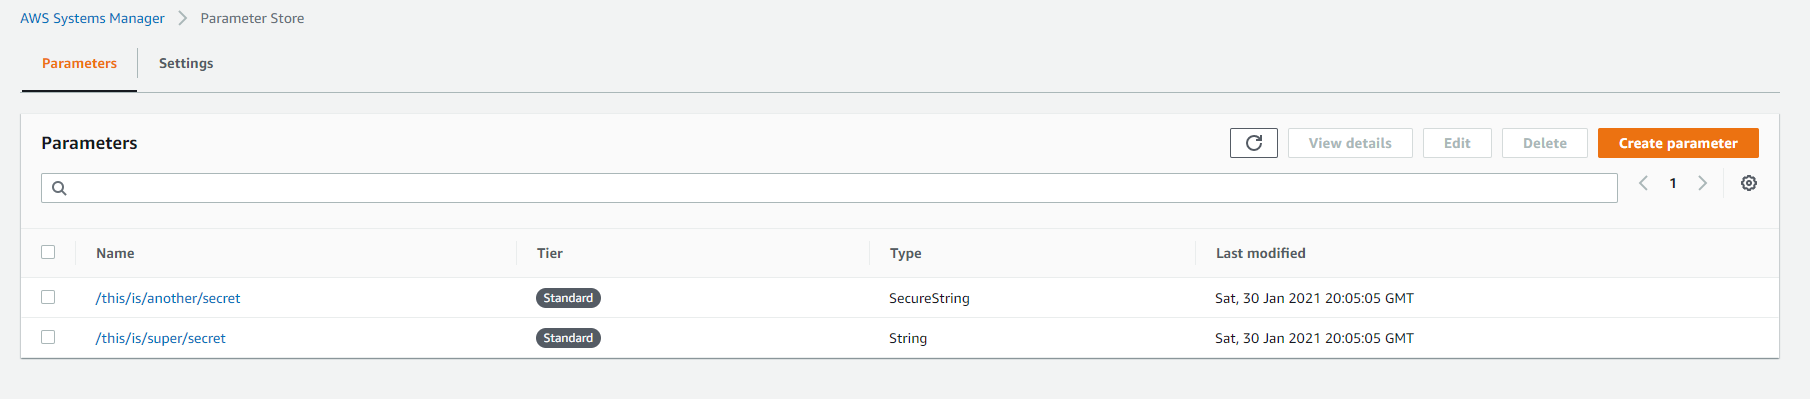 AWS Systems Manager > Parameter Store
Parameters Settings
Parameters View details Edit Delete Create parameter
1
Name Tier Type Last modified
/this/is/another/secret Standard SecureString Sat, 30 Jan 2021 20:05:05 GMT
/this/is/super/secret Standard String Sat, 30 Jan 2021 20:05:05 GMT